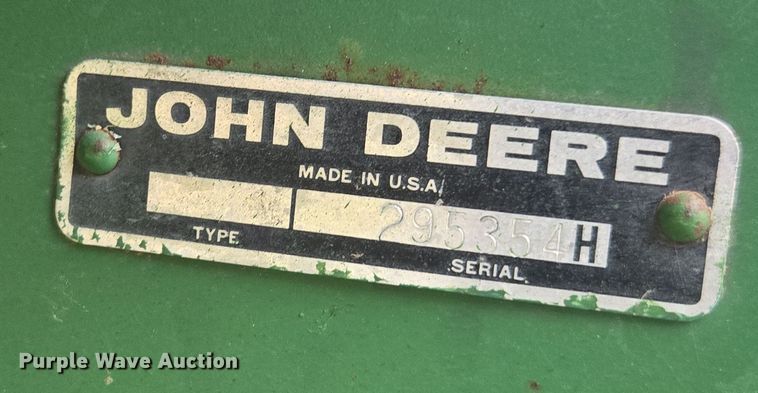 JOHN DEERE
MADE IN U.S.A.
295354H
TYPE SERIAL
Purple Wave Auction